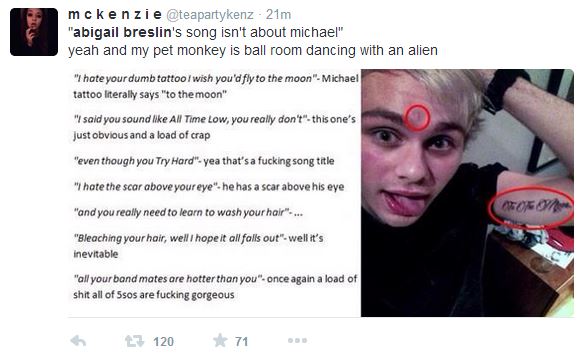 m c k e n z i e @teapartykenz · 21m
"abigail breslin's song isn't about michael"
yeah and my pet monkey is ball room dancing with an alien
"I hate your dumb tattoo I wish you'd fly to the moon"- Michael
tattoo literally says "to the moon"
"I said you sound like All Time Low, you really don't"- this one's
just obvious and a load of crap
"even though you Try Hard"- yea that's a fucking song title
"I hate the scar above your eye"- he has a scar above his eye
"and you really need to learn to wash your hair"- ...
"Bleaching your hair, well I hope it all falls out"- well it's
inevitable
"all your band mates are hotter than you"- once again a load of
shit all of 5sos are fucking gorgeous
To The Moon
120
71